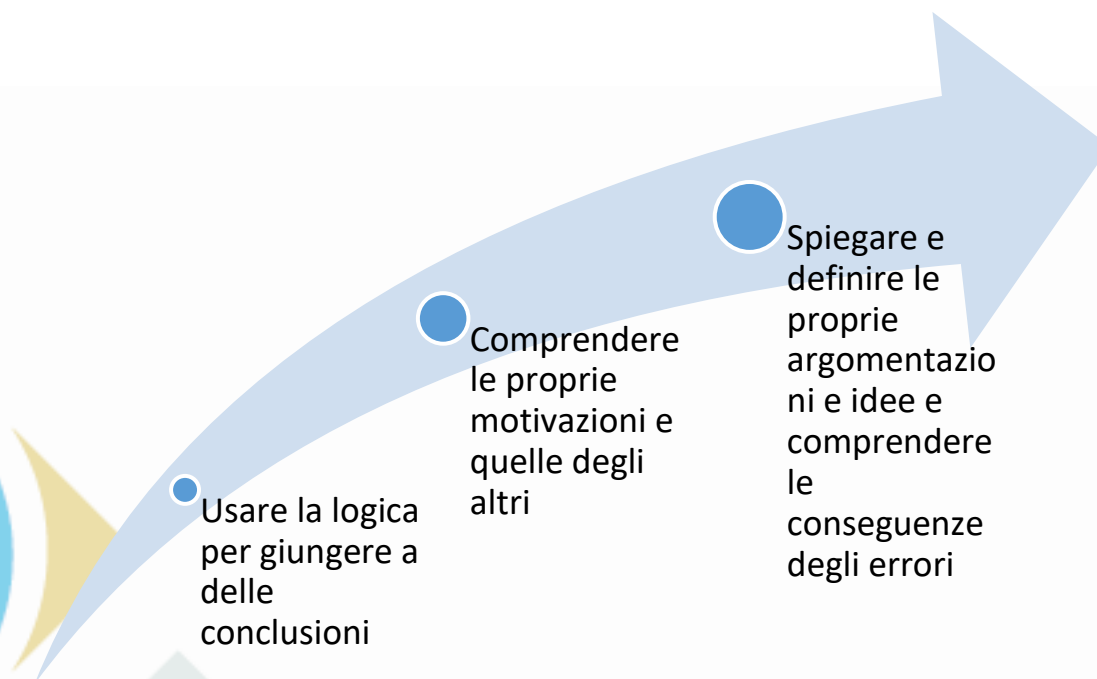 Usare la logica
per giungere a
delle
conclusioni
Comprendere
le proprie
motivazioni e
quelle degli
altri
Spiegare e
definire le
proprie
argomentazio
ni e idee e
comprendere
le
conseguenze
degli errori